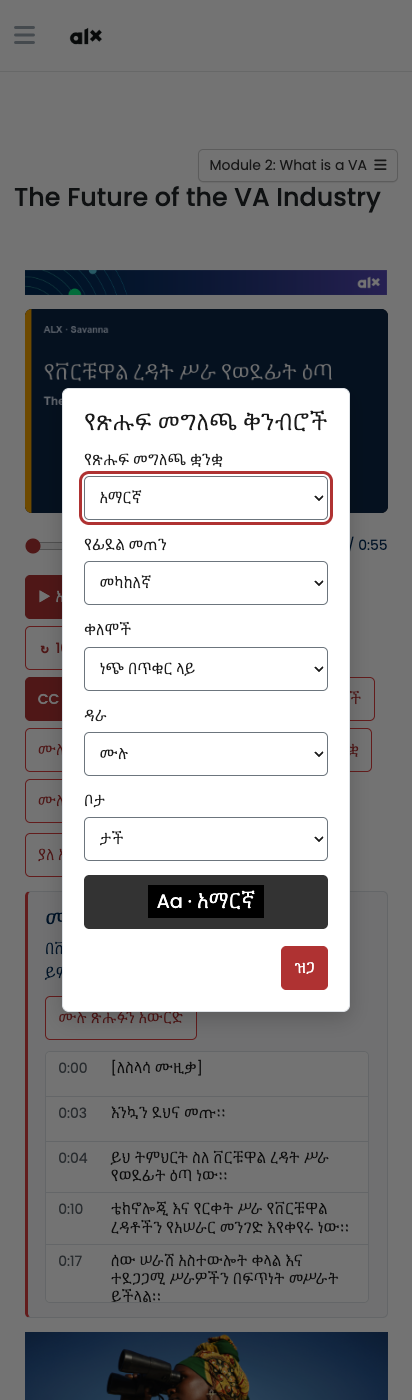 alx
Module 2: What is a VA
The Future of the VA Industry
alx
ALX · Savanna
የቨርቹዋል ረዳት ሥራ የወደፊት ዕጣ
The
የጽሑፍ መግለጫ ቅንብሮች
የጽሑፍ መግለጫ ቋንቋ
አማርኛ
የፊደል መጠን
መካከለኛ
ቀለሞች
ነጭ በጥቁር ላይ
ዳራ
ሙሉ
ቦታ
ታች
Aa · አማርኛ
ዝጋ
/ 0:55
CC
ሙሉ ጽሑፉን አውርድ
0:00 [ለስላሳ ሙዚቃ]
0:03 እንኳን ደህና መጡ።
0:04 ይህ ትምህርት ስለ ቨርቹዋል ረዳት ሥራ
የወደፊት ዕጣ ነው።
0:10 ቴክኖሎጂ እና የርቀት ሥራ የቨርቹዋል
ረዳቶችን የአሠራር መንገድ እየቀየሩ ነው።
0:17 ሰው ሠራሽ አስተውሎት ቀላል እና
ተደጋጋሚ ሥራዎችን በፍጥነት መሥራት
ይችላል።